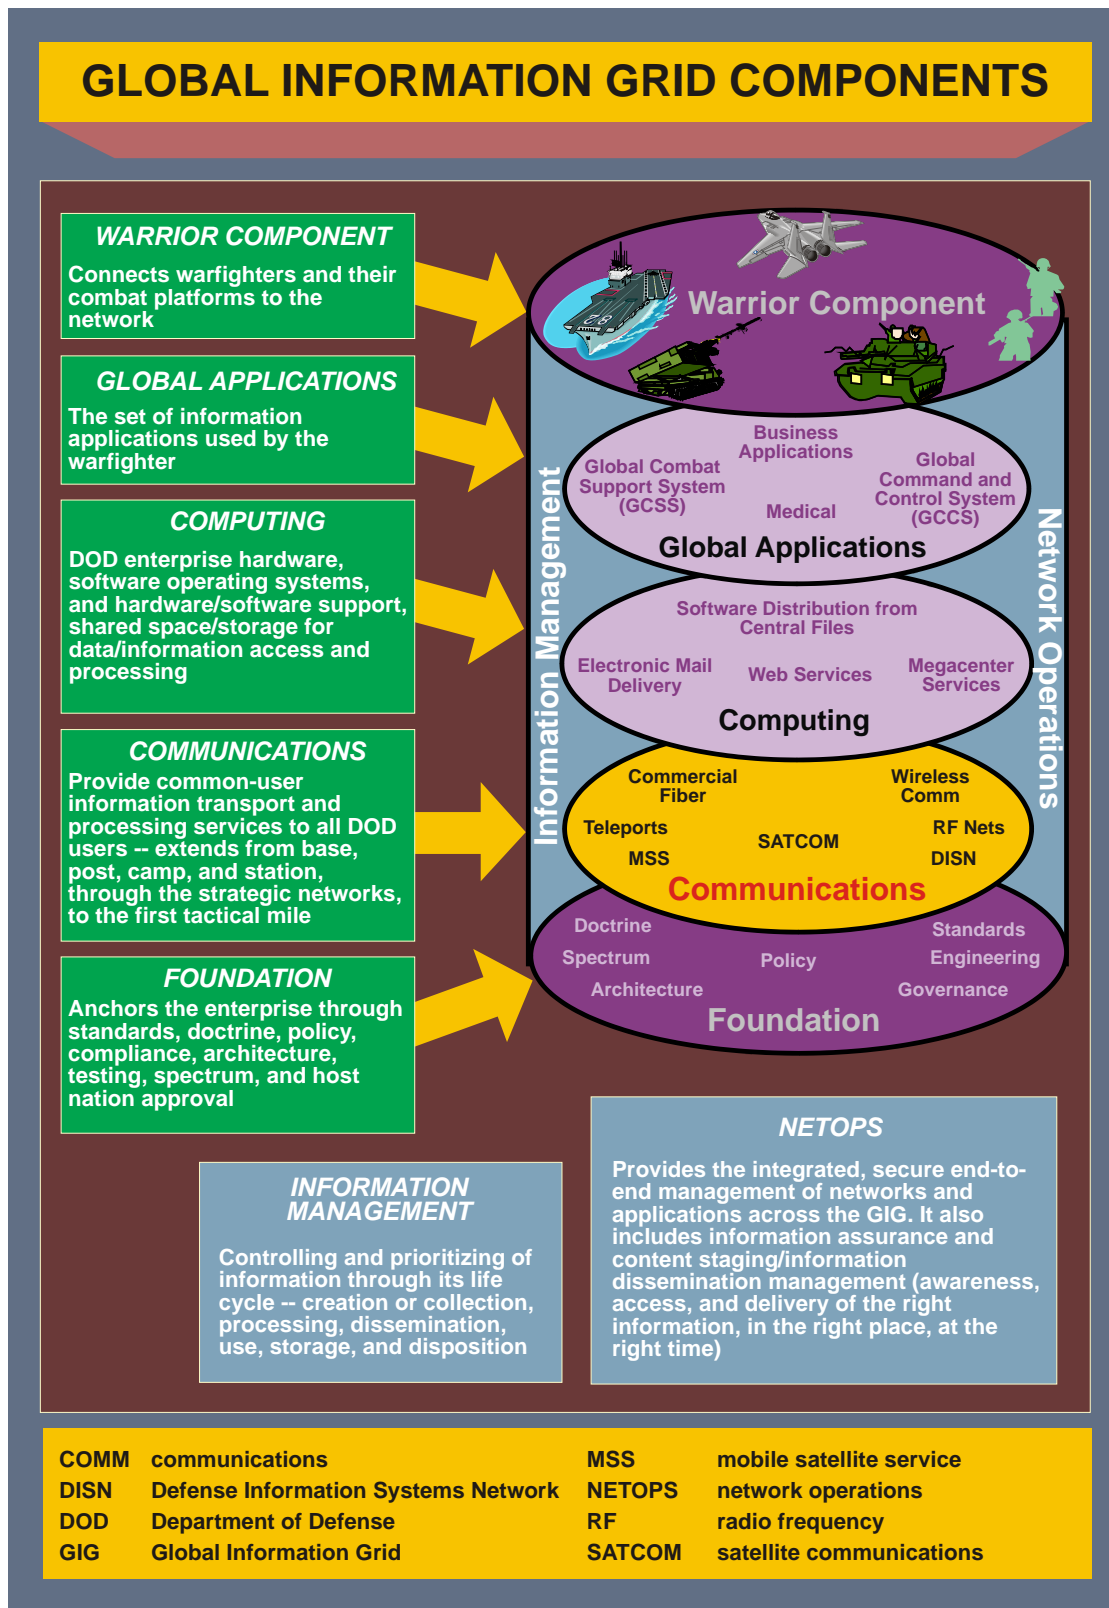 GLOBAL INFORMATION GRID COMPONENTS
WARRIOR COMPONENT
Connects warfighters and their
combat platforms to the
network
GLOBAL APPLICATIONS
The set of information
applications used by the
warfighter
COMPUTING
DOD enterprise hardware,
software operating systems,
and hardware/software support,
shared space/storage for
data/information access and
processing
COMMUNICATIONS
Provide common-user
information transport and
processing services to all DOD
users -- extends from base,
post, camp, and station,
through the strategic networks,
to the first tactical mile
FOUNDATION
Anchors the enterprise through
standards, doctrine, policy,
compliance, architecture,
testing, spectrum, and host
nation approval
Warrior Component
82
Information Management
Network Operations
Business
Applications
Global Combat
Support System
(GCSS)
Medical
Global
Command and
Control System
(GCCS)
Global Applications
Software Distribution from
Central Files
Electronic Mail
Delivery
Web Services
Megacenter
Services
Computing
Commercial
Fiber
Wireless
Comm
Teleports
SATCOM
RF Nets
MSS
DISN
Communications
Doctrine
Standards
Spectrum
Policy
Engineering
Architecture
Governance
Foundation
INFORMATION
MANAGEMENT
Controlling and prioritizing of
information through its life
cycle -- creation or collection,
processing, dissemination,
use, storage, and disposition
NETOPS
Provides the integrated, secure end-to-
end management of networks and
applications across the GIG. It also
includes information assurance and
content staging/information
dissemination management (awareness,
access, and delivery of the right
information, in the right place, at the
right time)
COMM communications
DISN Defense Information Systems Network
DOD Department of Defense
GIG Global Information Grid
MSS mobile satellite service
NETOPS network operations
RF radio frequency
SATCOM satellite communications